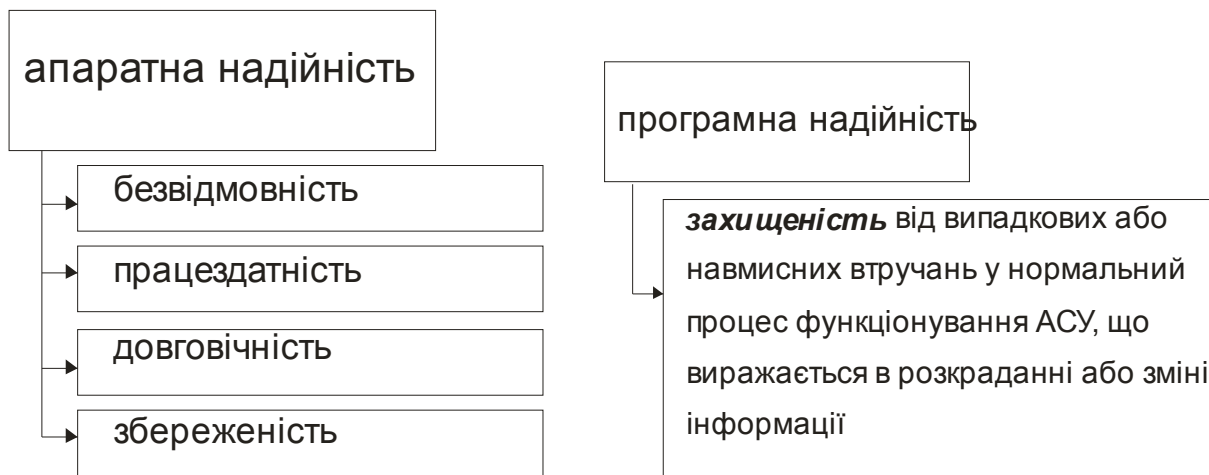 апаратна надійність
безвідмовність
працездатність
довговічність
збереженість
програмна надійність
захищеність від випадкових або
навмисних втручань у нормальний
процес функціонування АСУ, що
виражається в розкраданні або зміні
інформації